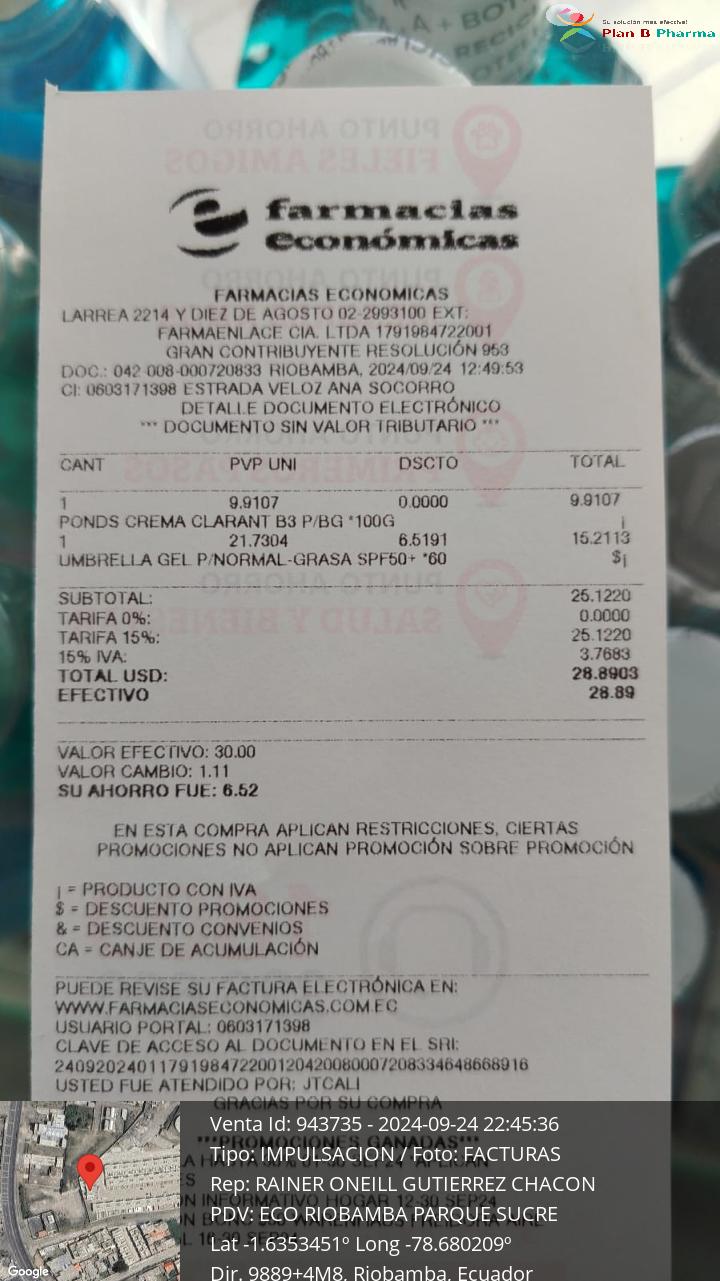 Su solución más efectiva!
Plan B Pharma
farmacias
económicas
FARMACIAS ECONOMICAS
LARREA 2214 Y DIEZ DE AGOSTO 02-2993100 EXT:
FARMAENLACE CIA. LTDA 1791984722001
GRAN CONTRIBUYENTE RESOLUCIÓN 953
DOC.: 042-008-000720833 RIOBAMBA, 2024/09/24 12:49:53
CI: 0603171398 ESTRADA VELOZ ANA SOCORRO
DETALLE DOCUMENTO ELECTRÓNICO
*** DOCUMENTO SIN VALOR TRIBUTARIO ***
CANT PVP UNI DSCTO TOTAL
1 9.9107 0.0000 9.9107
PONDS CREMA CLARANT B3 P/BG *100G ¡
1 21.7304 6.5191 15.2113
UMBRELLA GEL P/NORMAL-GRASA SPF50+ *60 $¡
SUBTOTAL: 25.1220
TARIFA 0%: 0.0000
TARIFA 15%: 25.1220
15% IVA: 3.7683
TOTAL USD: 28.8903
EFECTIVO 28.89
VALOR EFECTIVO: 30.00
VALOR CAMBIO: 1.11
SU AHORRO FUE: 6.52
EN ESTA COMPRA APLICAN RESTRICCIONES, CIERTAS
PROMOCIONES NO APLICAN PROMOCIÓN SOBRE PROMOCIÓN
¡ = PRODUCTO CON IVA
$ = DESCUENTO PROMOCIONES
& = DESCUENTO CONVENIOS
CA = CANJE DE ACUMULACIÓN
PUEDE REVISE SU FACTURA ELECTRÓNICA EN:
WWW.FARMACIASECONOMICAS.COM.EC
USUARIO PORTAL: 0603171398
CLAVE DE ACCESO AL DOCUMENTO EN EL SRI:
2409202401179198472200120420080007208334648668916
USTED FUE ATENDIDO POR: JTCALI
GRACIAS POR SU COMPRA
***PROMOCIONES GANADAS***
Venta Id: 943735 - 2024-09-24 22:45:36
Tipo: IMPULSACION / Foto: FACTURAS
Rep: RAINER ONEILL GUTIERREZ CHACON
PDV: ECO RIOBAMBA PARQUE SUCRE
Lat -1.6353451º Long -78.680209º
Dir. 9889+4M8, Riobamba, Ecuador
Google